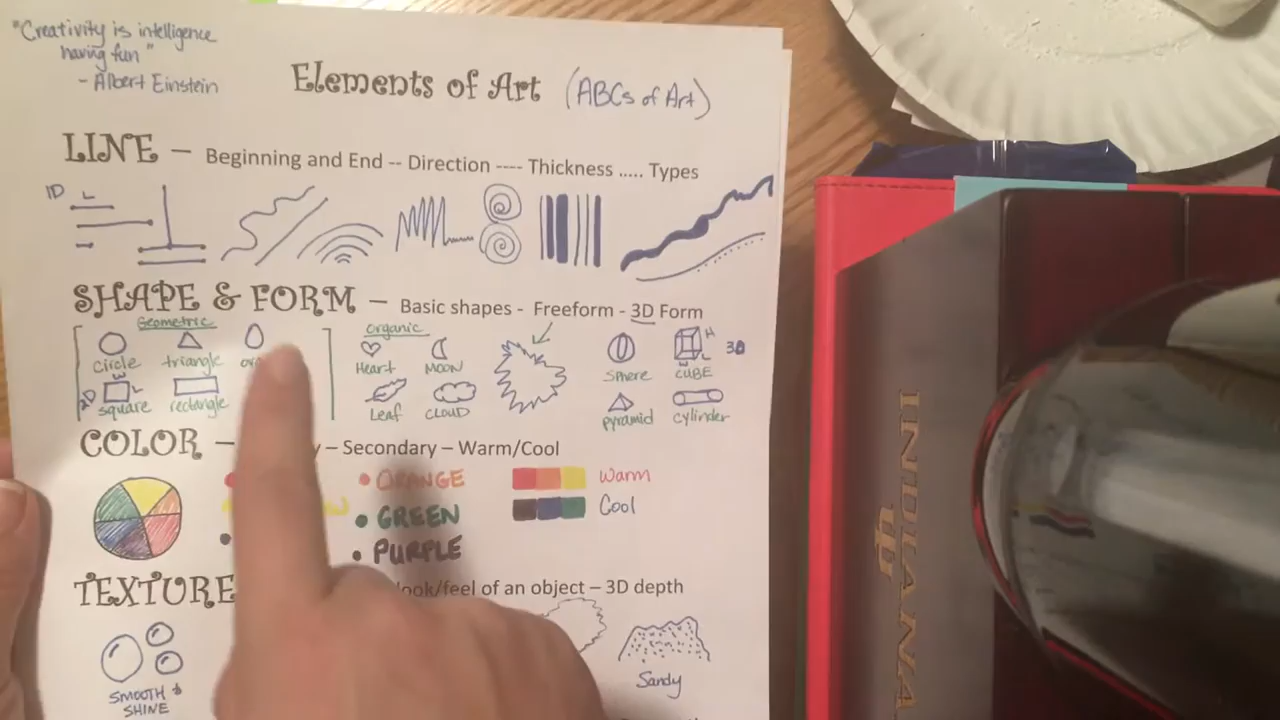 "Creativity is intelligence
having fun"
- Albert Einstein
Elements of Art (ABCs of Art)
LINE – Beginning and End -- Direction ---- Thickness ..... Types
1D L
SHAPE & FORM – Basic shapes - Freeform - 3D Form
Geometric
circle triangle
2D W L
square rectangle
organic
Heart MOON
Leaf CLOUD
H L W 3D
Sphere CUBE
pyramid cylinder
COLOR – – Secondary – Warm/Cool
ORANGE
GREEN
PURPLE
Warm
Cool
TEXTURE look/feel of an object – 3D depth
SMOOTH &
SHINE
Sandy
INDIANA